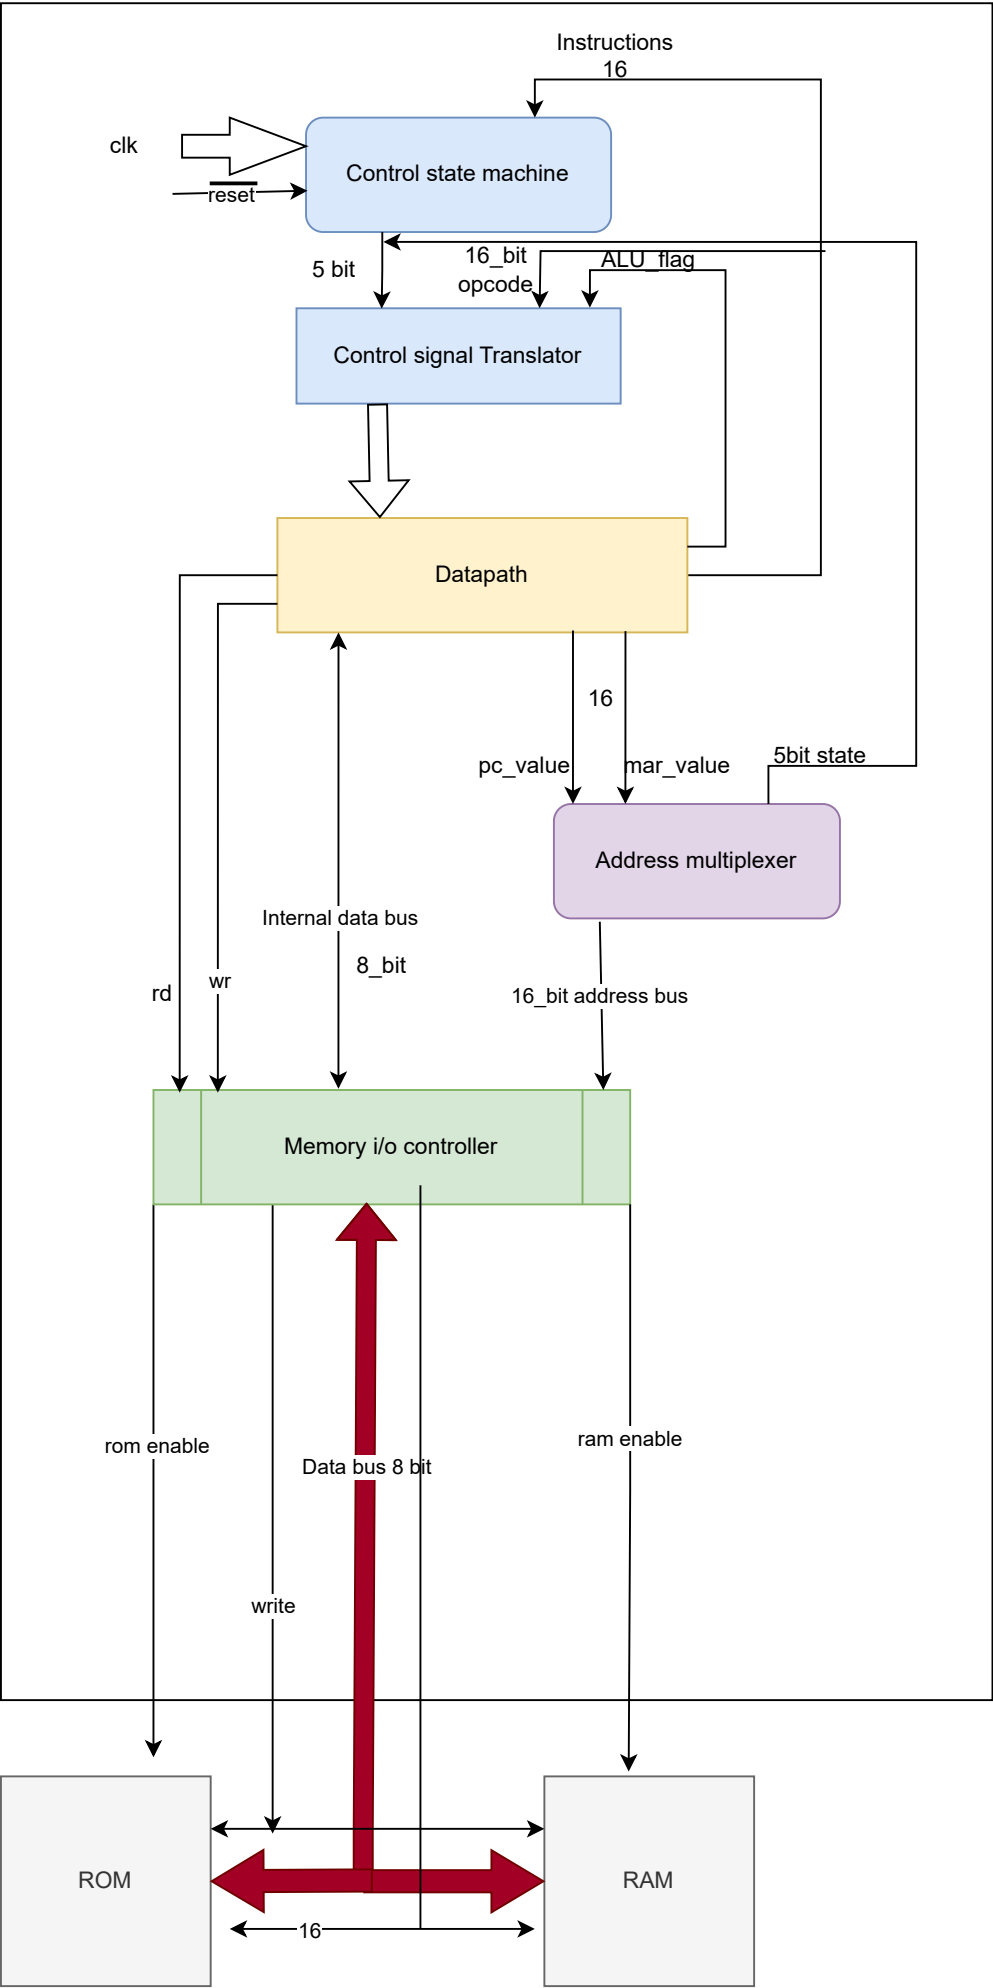 Instructions
16
clk
Control state machine
reset
16_bit
ALU_flag
5 bit
opcode
Control signal Translator
Datapath
16
5bit state
pc_value
mar_value
Address multiplexer
Internal data bus
8_bit
wr
rd
16_bit address bus
Memory i/o controller
rom enable
ram enable
Data bus 8 bit
write
ROM
RAM
16